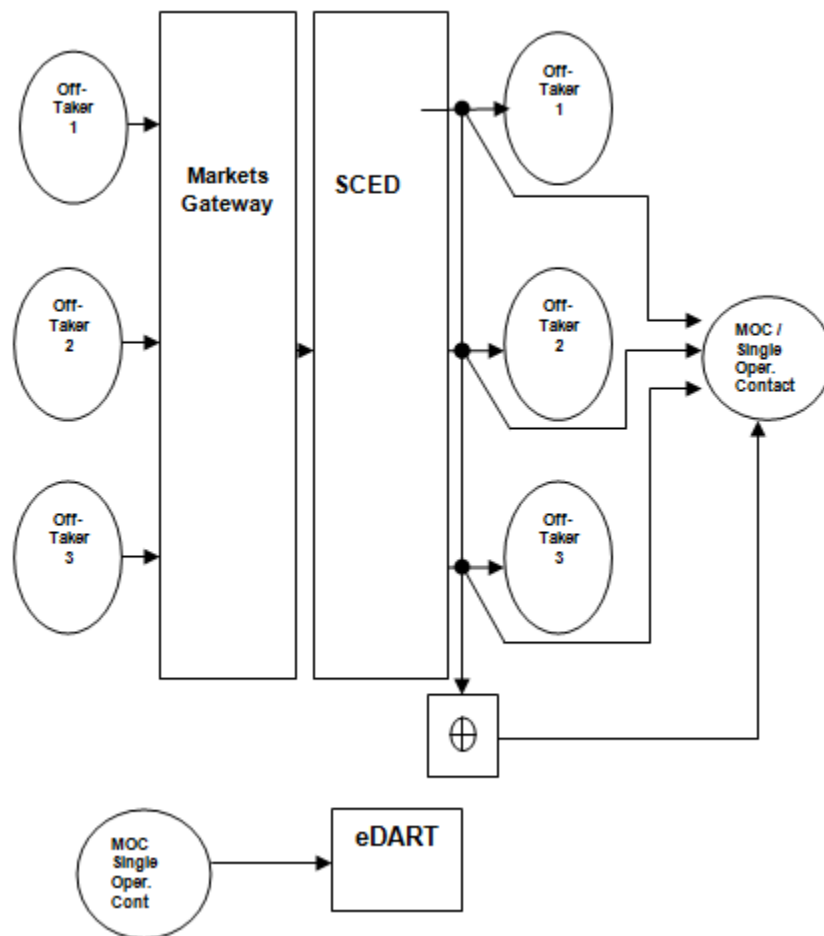 Off-
Taker
1
Off-
Taker
2
Off-
Taker
3
Markets
Gateway
SCED
Off-
Taker
1
Off-
Taker
2
Off-
Taker
3
MOC /
Single
Oper.
Contact
MOC
Single
Oper.
Cont
eDART